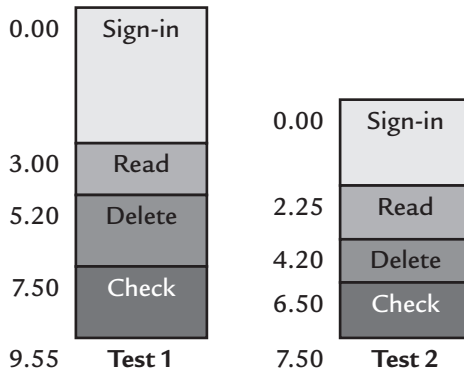 0.00 Sign-in
3.00 Read
5.20 Delete
7.50 Check
9.55 Test 1
0.00 Sign-in
2.25 Read
4.20 Delete
6.50 Check
7.50 Test 2